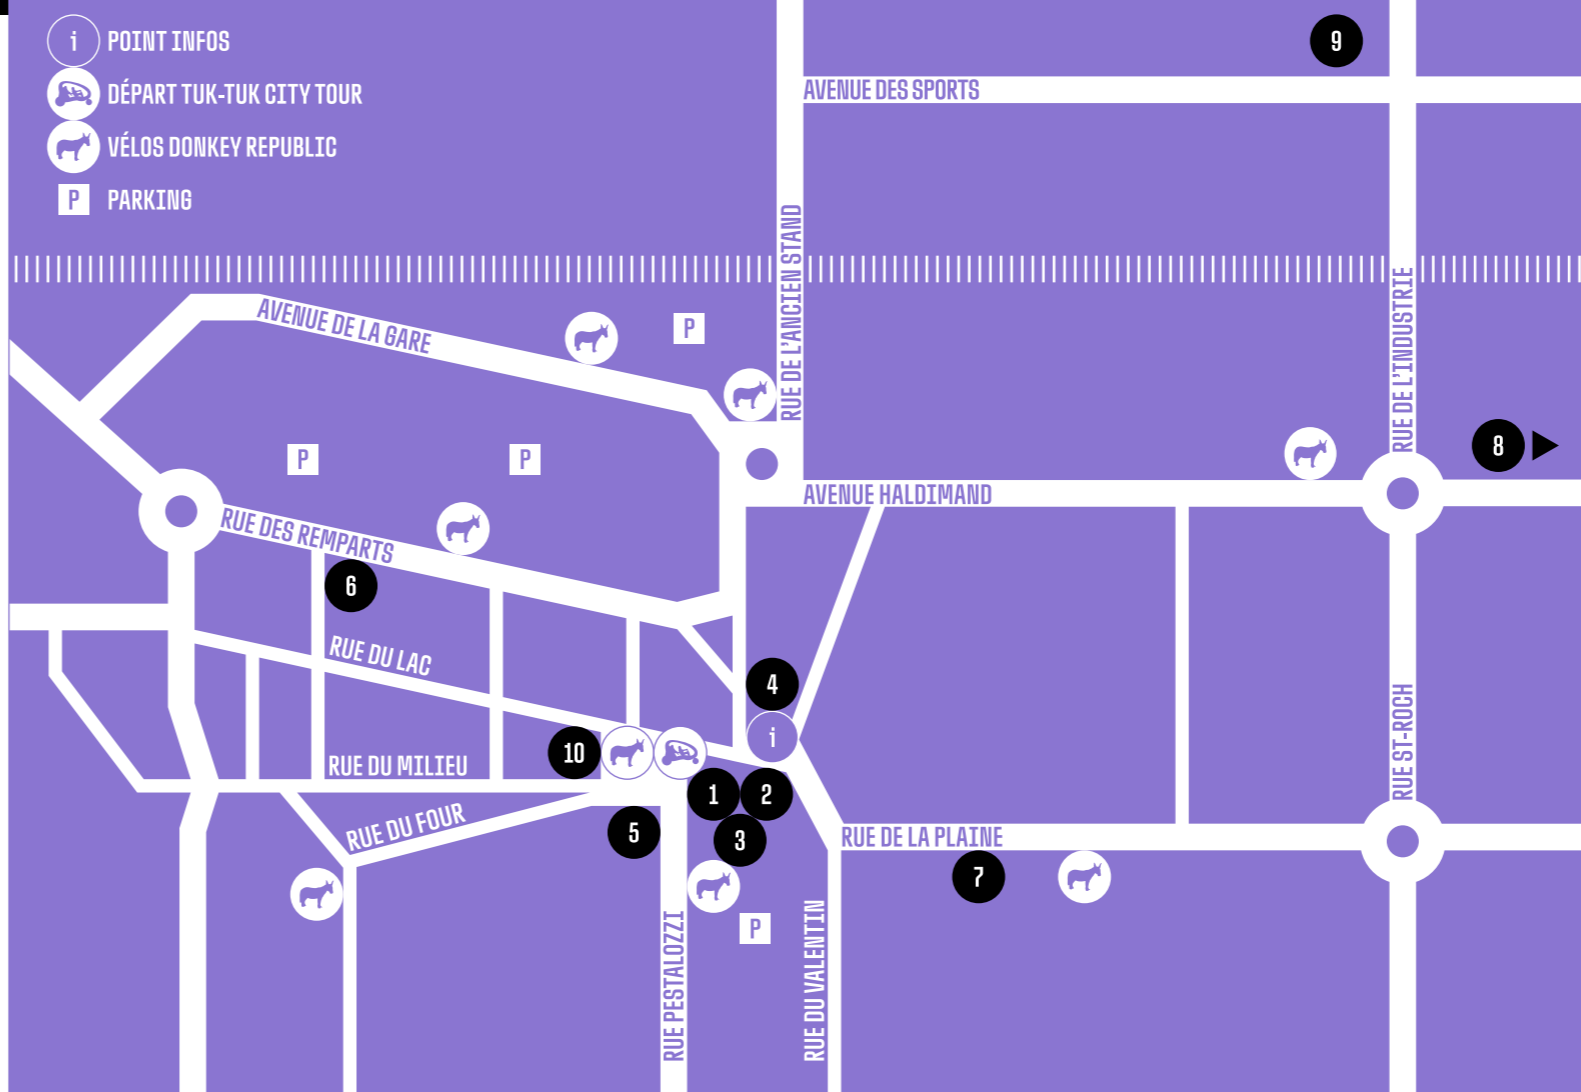 i POINT INFOS
DÉPART TUK-TUK CITY TOUR
VÉLOS DONKEY REPUBLIC
P PARKING
9
AVENUE DES SPORTS
RUE DE L'ANCIEN STAND
RUE DE L'INDUSTRIE
AVENUE DE LA GARE
P
8
P
P
AVENUE HALDIMAND
RUE DES REMPARTS
6
RUE DU LAC
4
i
RUE ST-ROCH
10
RUE DU MILIEU
1
2
RUE DU FOUR
5
3
RUE DE LA PLAINE
7
P
RUE PESTALOZZI
RUE DU VALENTIN